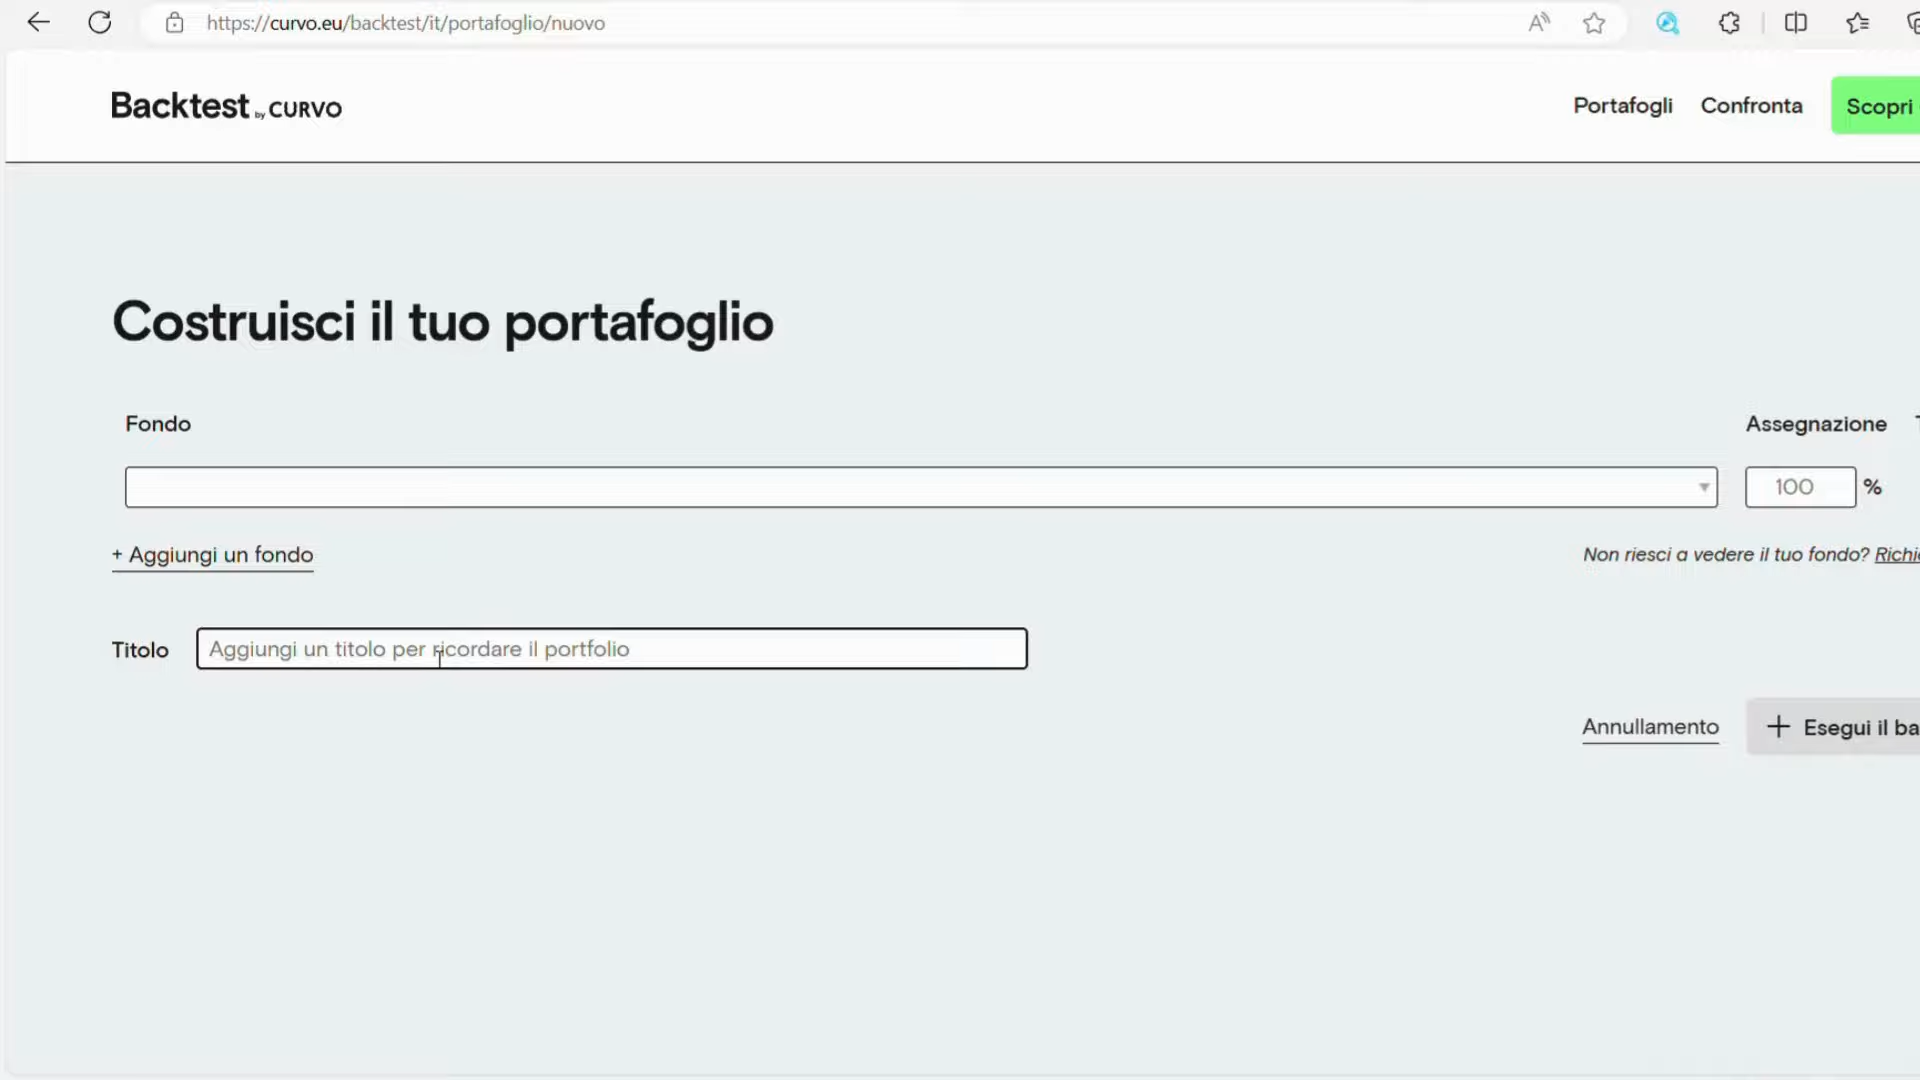 https://curvo.eu/backtest/it/portafoglio/nuovo
Backtest by CURVO
Portafogli
Confronta
Scopri
Costruisci il tuo portafoglio
Fondo
Assegnazione
100 %
+ Aggiungi un fondo
Non riesci a vedere il tuo fondo?
Titolo
Aggiungi un titolo per ricordare il portfolio
Annullamento
+ Esegui il